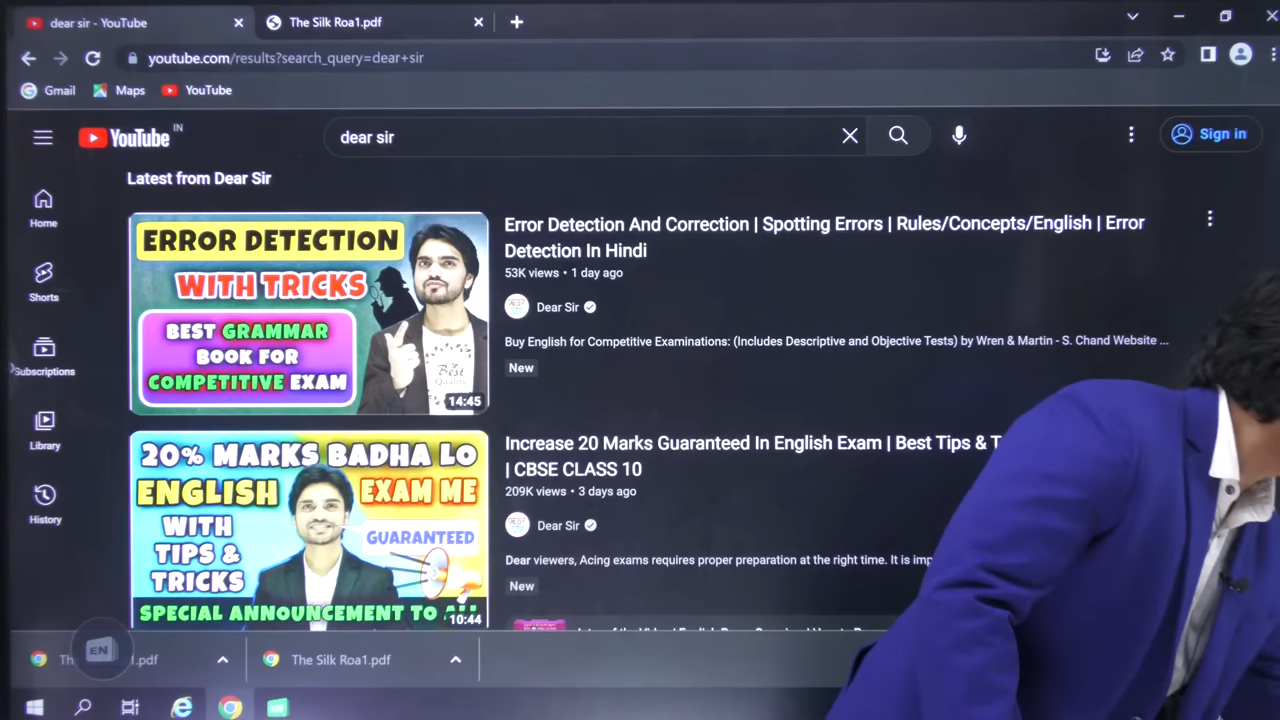 dear sir - YouTube
The Silk Roa1.pdf
youtube.com/results?search_query=dear+sir
Gmail
Maps
YouTube
YouTube IN
dear sir
Sign in
Latest from Dear Sir
Home
Shorts
Subscriptions
Library
History
ERROR DETECTION
WITH TRICKS
BEST GRAMMAR
BOOK FOR
COMPETITIVE EXAM
Best
Quality
14:45
Error Detection And Correction | Spotting Errors | Rules/Concepts/English | Error
Detection In Hindi
53K views • 1 day ago
Dear Sir
Buy English for Competitive Examinations: (Includes Descriptive and Objective Tests) by Wren & Martin - S. Chand Website ...
New
20% MARKS BADHA LO
ENGLISH EXAM ME
WITH
TIPS &
TRICKS
GUARANTEED
SPECIAL ANNOUNCEMENT TO
10:44
Increase 20 Marks Guaranteed In English Exam | Best Tips & T
| CBSE CLASS 10
209K views • 3 days ago
Dear Sir
Dear viewers, Acing exams requires proper preparation at the right time. It is imp
New
Th 1.pdf
EN
The Silk Roa1.pdf